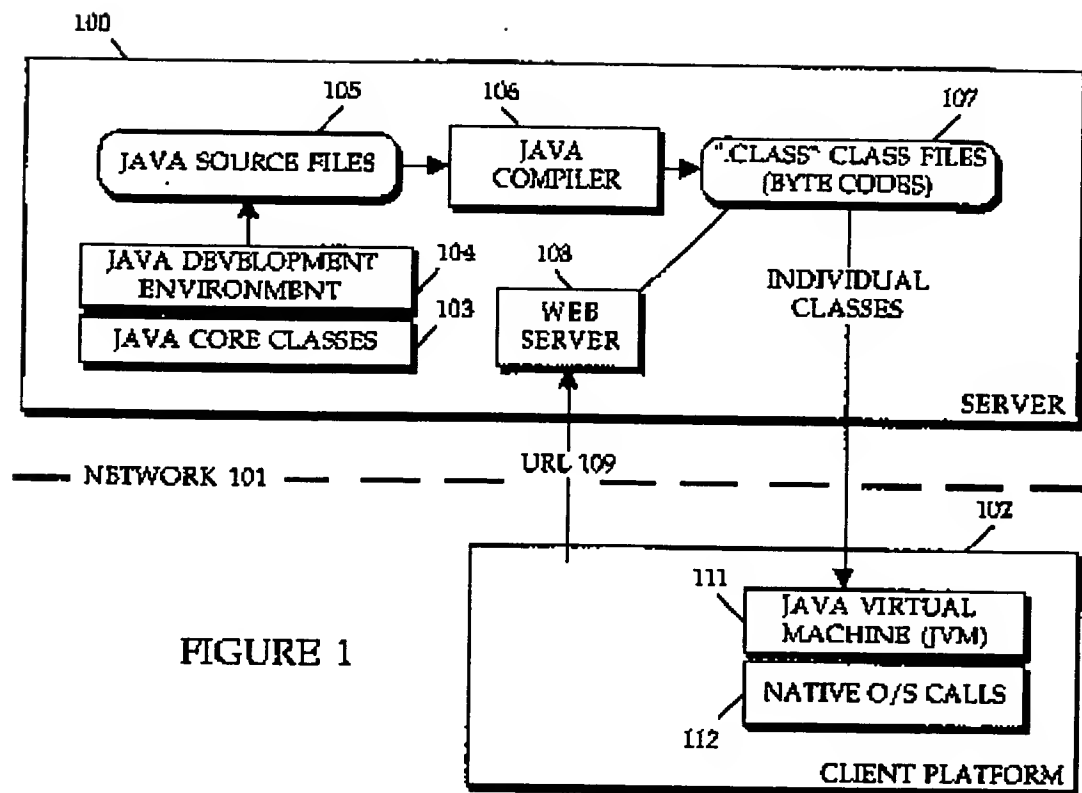 100
105
106
107
JAVA SOURCE FILES
JAVA
COMPILER
".CLASS" CLASS FILES
(BYTE CODES)
JAVA DEVELOPMENT
ENVIRONMENT
104
JAVA CORE CLASSES
103
108
WEB
SERVER
INDIVIDUAL
CLASSES
SERVER
NETWORK 101
URL 109
102
111
JAVA VIRTUAL
MACHINE (JVM)
NATIVE O/S CALLS
112
CLIENT PLATFORM
FIGURE 1